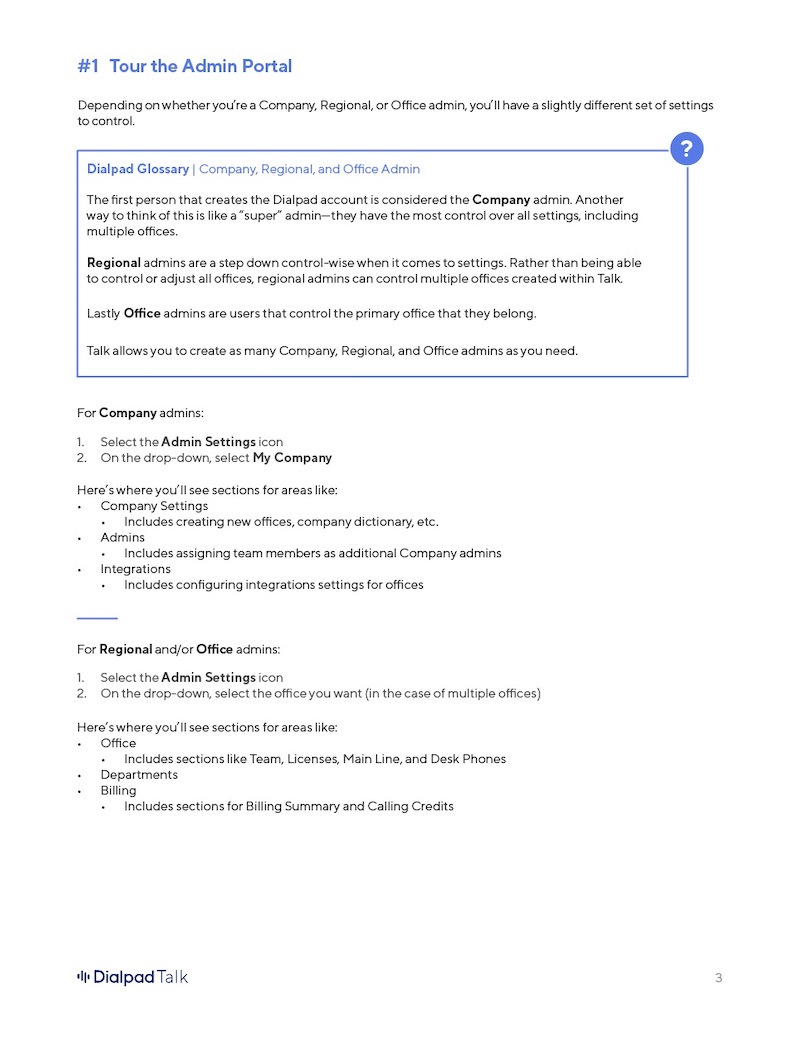 #1 Tour the Admin Portal
Depending on whether you’re a Company, Regional, or Office admin, you’ll have a slightly different set of settings
to control.
?
Dialpad Glossary | Company, Regional, and Office Admin
The first person that creates the Dialpad account is considered the Company admin. Another
way to think of this is like a “super” admin—they have the most control over all settings, including
multiple offices.
Regional admins are a step down control-wise when it comes to settings. Rather than being able
to control or adjust all offices, regional admins can control multiple offices created within Talk.
Lastly Office admins are users that control the primary office that they belong.
Talk allows you to create as many Company, Regional, and Office admins as you need.
For Company admins:
1. Select the Admin Settings icon
2. On the drop-down, select My Company
Here’s where you’ll see sections for areas like:
• Company Settings
• Includes creating new offices, company dictionary, etc.
• Admins
• Includes assigning team members as additional Company admins
• Integrations
• Includes configuring integrations settings for offices
For Regional and/or Office admins:
1. Select the Admin Settings icon
2. On the drop-down, select the office you want (in the case of multiple offices)
Here’s where you’ll see sections for areas like:
• Office
• Includes sections like Team, Licenses, Main Line, and Desk Phones
• Departments
• Billing
• Includes sections for Billing Summary and Calling Credits
Dialpad Talk
3